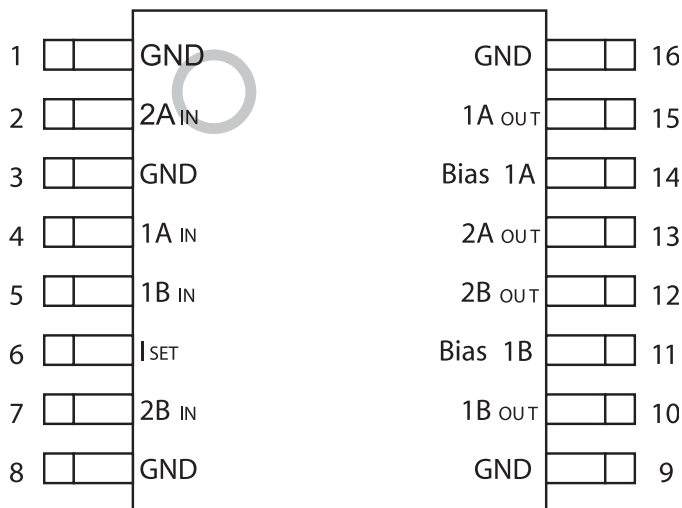 1 GND GND 16
2 2A IN 1A OUT 15
3 GND Bias 1A 14
4 1A IN 2A OUT 13
5 1B IN 2B OUT 12
6 I SET Bias 1B 11
7 2B IN 1B OUT 10
8 GND GND 9